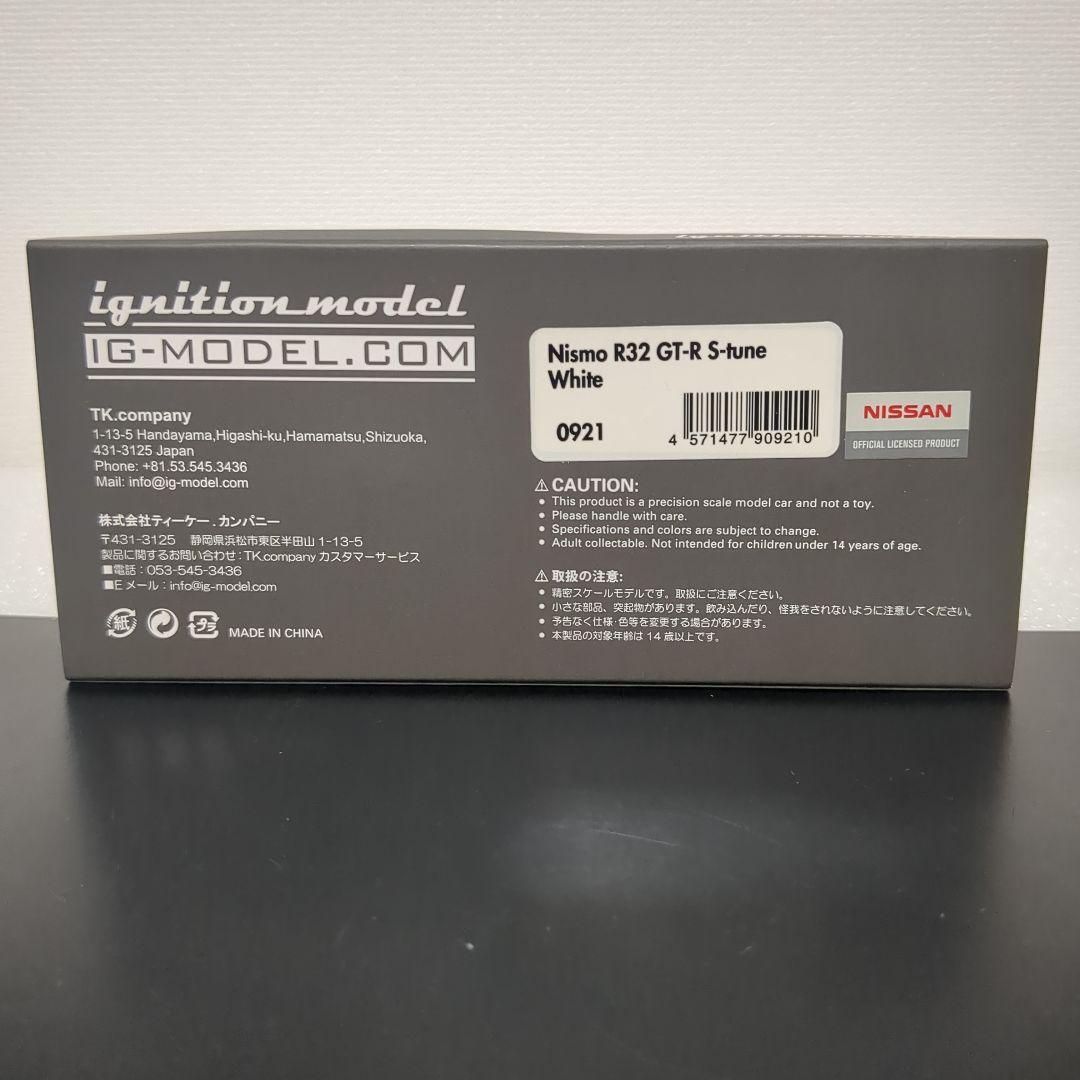 ignition model
IG-MODEL.COM
TK.company
1-13-5 Handayama,Higashi-ku,Hamamatsu,Shizuoka,
431-3125 Japan
Phone: +81.53.545.3436
Mail: info@ig-model.com
株式会社ティーケー.カンパニー
〒431-3125 静岡県浜松市東区半田山1-13-5
製品に関するお問い合わせ:TK.company カスタマーサービス
■電話:053-545-3436
■Eメール:info@ig-model.com
紙
プラ
MADE IN CHINA
Nismo R32 GT-R S-tune
White
0921
4 571477 909210
NISSAN
OFFICIAL LICENSED PRODUCT
⚠ CAUTION:
• This product is a precision scale model car and not a toy.
• Please handle with care.
• Specifications and colors are subject to change.
• Adult collectable. Not intended for children under 14 years of age.
⚠ 取扱の注意:
• 精密スケールモデルです。取扱にご注意ください。
• 小さな部品、突起物があります。飲み込んだり、怪我をされないように注意してください。
• 予告なく仕様・色等を変更する場合があります。
• 本製品の対象年齢は14歳以上です。